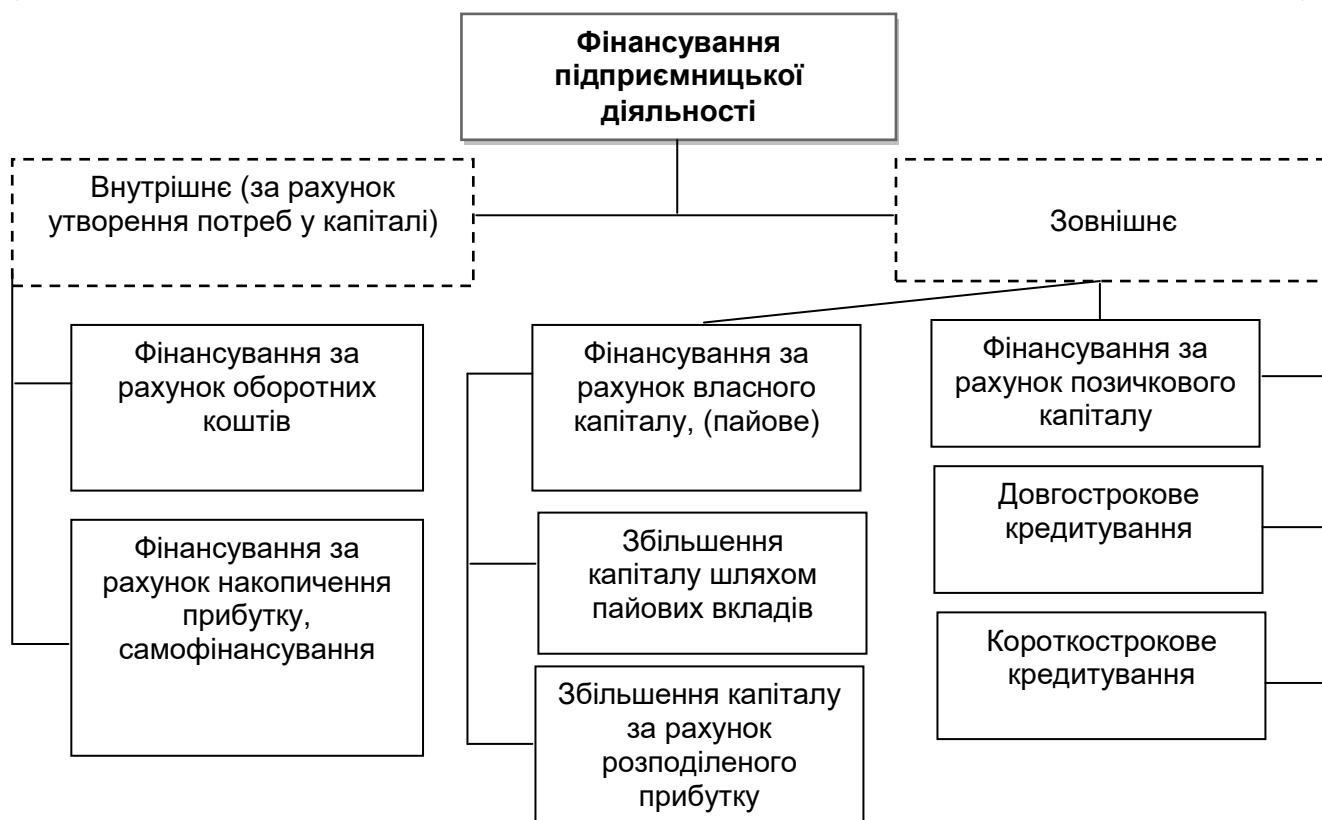 Фінансування
підприємницької
діяльності
Внутрішнє (за рахунок
утворення потреб у капіталі)
Зовнішнє
Фінансування за
рахунок оборотних
коштів
Фінансування за
рахунок накопичення
прибутку,
самофінансування
Фінансування за
рахунок власного
капіталу, (пайове)
Збільшення
капіталу шляхом
пайових вкладів
Збільшення капіталу
за рахунок
розподіленого
прибутку
Фінансування за
рахунок позичкового
капіталу
Довгострокове
кредитування
Короткострокове
кредитування